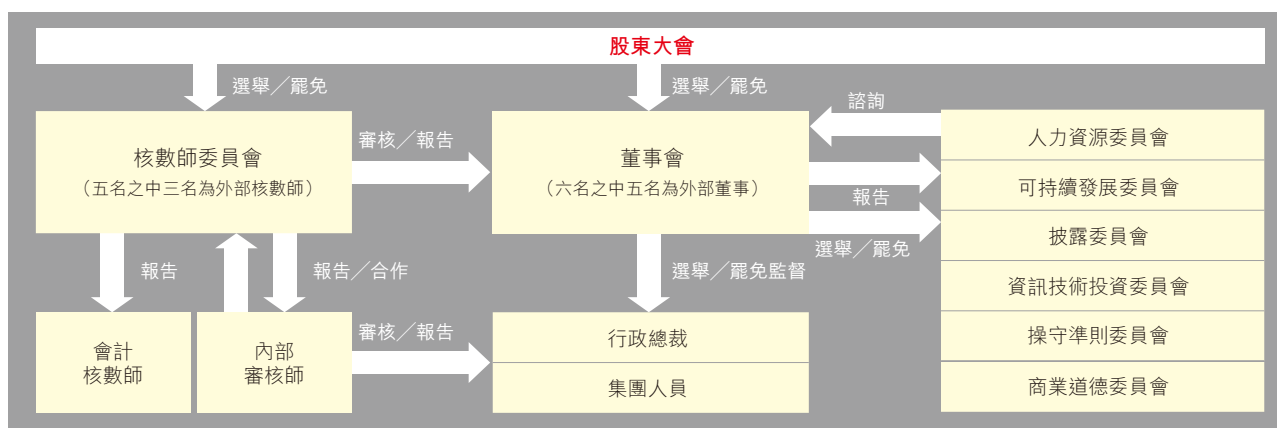 股東大會
選舉╱罷免
選舉╱罷免
核數師委員會
（五名之中三名為外部核數師）
審核╱報告
董事會
（六名之中五名為外部董事）
諮詢
報告
選舉╱罷免
人力資源委員會
可持續發展委員會
披露委員會
資訊技術投資委員會
操守準則委員會
商業道德委員會
報告
報告╱合作
選舉╱罷免監督
會計
核數師
內部
審核師
審核╱報告
行政總裁
集團人員